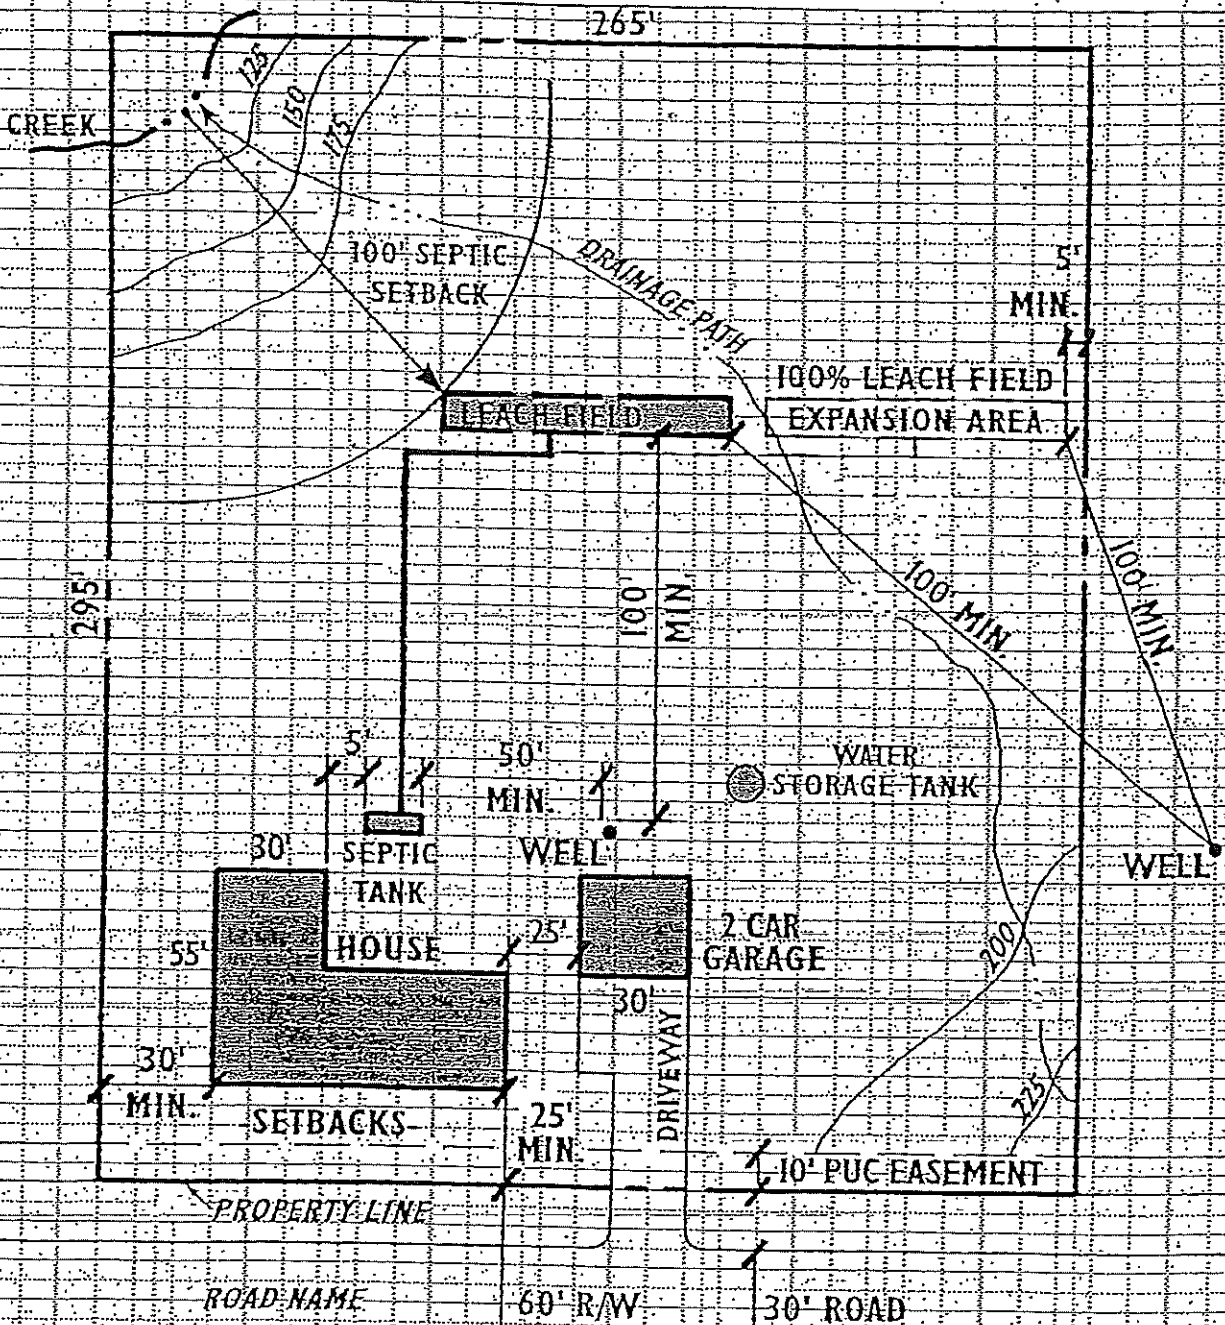 265'
125
150
175
CREEK
100' SEPTIC
SETBACK
DRAINAGE PATH
5'
MIN.
100% LEACH FIELD
EXPANSION AREA
LEACH FIELD
295'
100'
MIN
100' MIN
100' MIN.
5'
50'
MIN.
WATER
STORAGE TANK
30'
SEPTIC
TANK
WELL
WELL
55'
HOUSE
25'
2 CAR
GARAGE
200
30'
30'
MIN.
SETBACKS
25'
MIN.
DRIVEWAY
225
10' PUC EASEMENT
PROPERTY LINE
ROAD NAME
60' R/W
30' ROAD